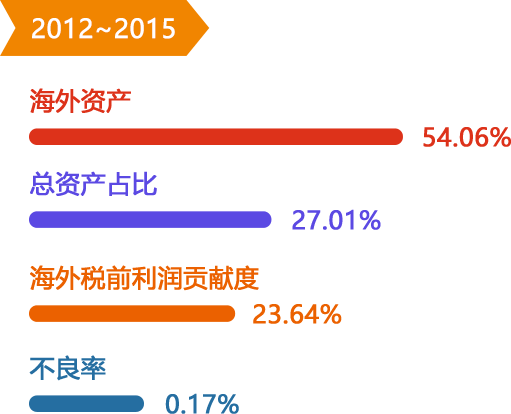 2012~2015
海外资产
54.06%
总资产占比
27.01%
海外税前利润贡献度
23.64%
不良率
0.17%